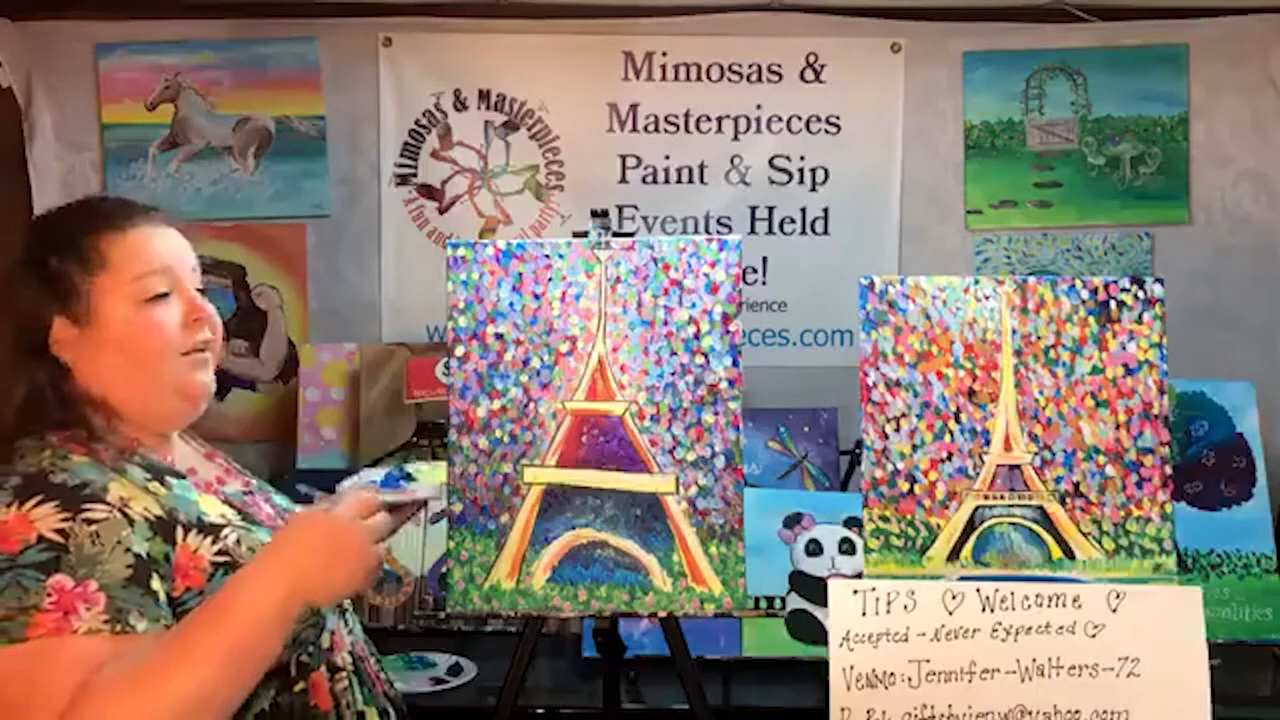 Mimosas & Masterpieces
Mimosas &
Masterpieces
Paint & Sip
Events Held
e!
rience
w
eces.com
TIPS ♡ Welcome ♡
Accepted - Never Expected ♡
Venmo: Jennifer-Walters-72